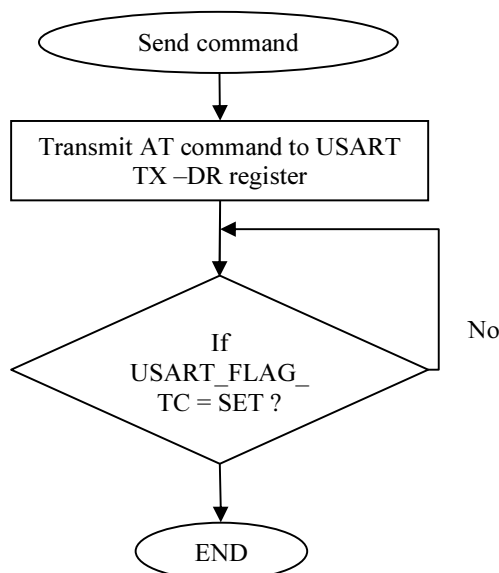 Send command
Transmit AT command to USART
TX –DR register
If
USART_FLAG_
TC = SET ?
No
END